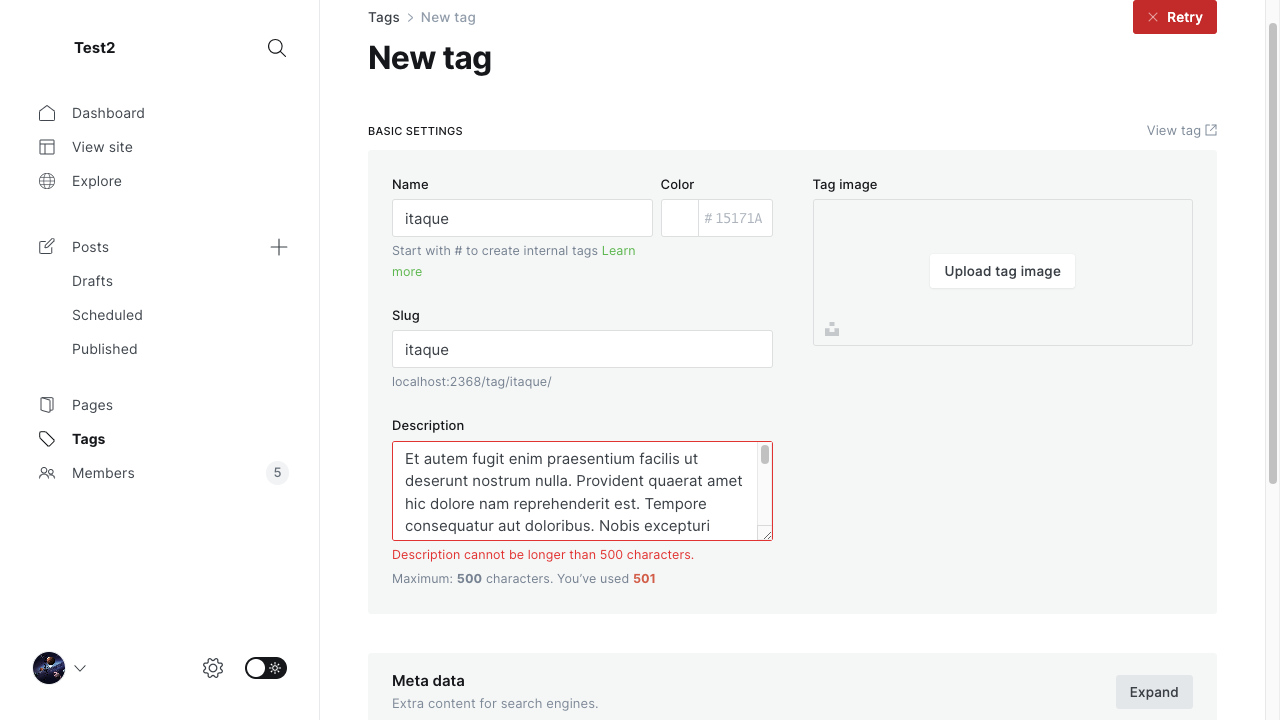 Test2
Dashboard
View site
Explore
Posts
Drafts
Scheduled
Published
Pages
Tags
Members 5
Tags New tag
Retry
New tag
BASIC SETTINGS
View tag
Name
itaque
Start with # to create internal tags Learn
more
Color
# 15171A
Slug
itaque
localhost:2368/tag/itaque/
Description
Et autem fugit enim praesentium facilis ut
deserunt nostrum nulla. Provident quaerat amet
hic dolore nam reprehenderit est. Tempore
consequatur aut doloribus. Nobis excepturi
Description cannot be longer than 500 characters.
Maximum: 500 characters. You’ve used 501
Tag image
Upload tag image
Meta data
Extra content for search engines.
Expand